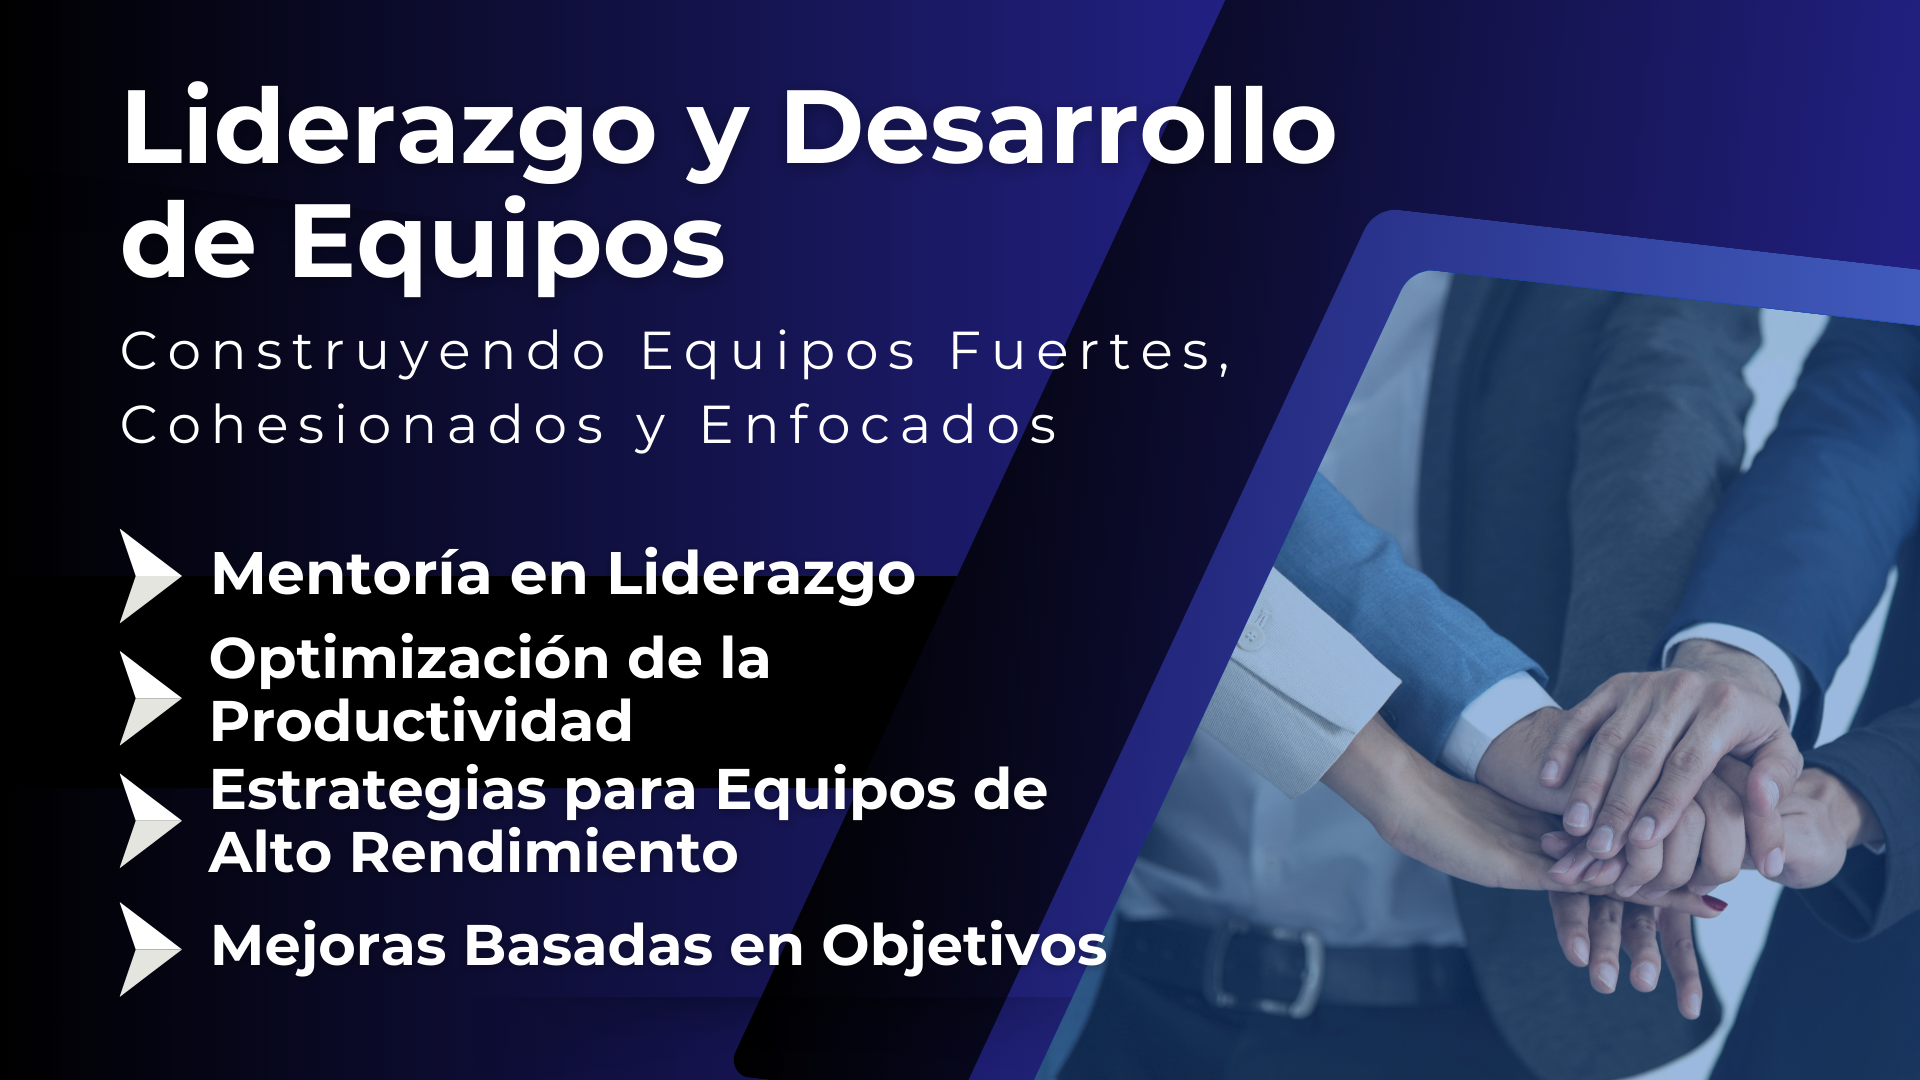 Liderazgo y Desarrollo
de Equipos
Construyendo Equipos Fuertes,
Cohesionados y Enfocados
Mentoría en Liderazgo
Optimización de la
Productividad
Estrategias para Equipos de
Alto Rendimiento
Mejoras Basadas en Objetivos